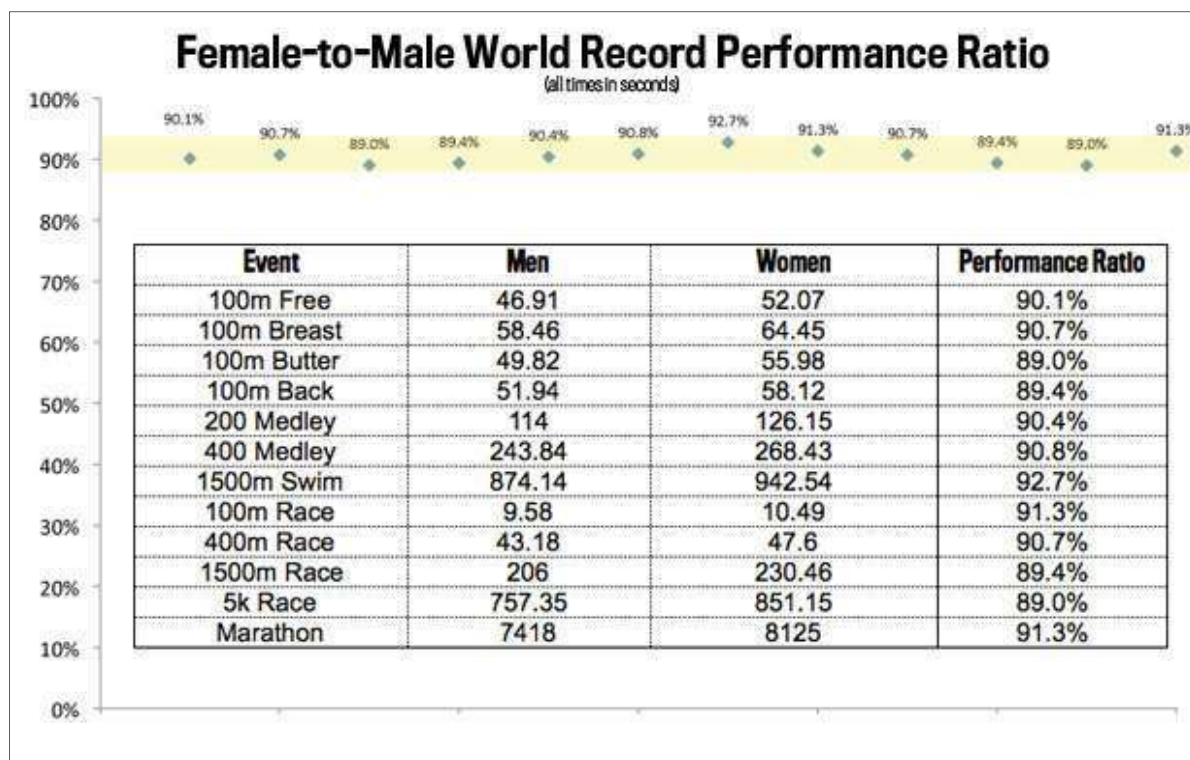 Female-to-Male World Record Performance Ratio
(all times in seconds)
100%
90.1% 90.7% 89.0% 89.4% 90.4% 90.8% 92.7% 91.3% 90.7% 89.4% 89.0% 91.3%
90%
80%
Event Men Women Performance Ratio
70%
100m Free 46.91 52.07 90.1%
100m Breast 58.46 64.45 90.7%
60%
100m Butter 49.82 55.98 89.0%
100m Back 51.94 58.12 89.4%
50%
200 Medley 114 126.15 90.4%
400 Medley 243.84 268.43 90.8%
40%
1500m Swim 874.14 942.54 92.7%
100m Race 9.58 10.49 91.3%
30%
400m Race 43.18 47.6 90.7%
1500m Race 206 230.46 89.4%
20%
5k Race 757.35 851.15 89.0%
Marathon 7418 8125 91.3%
10%
0%